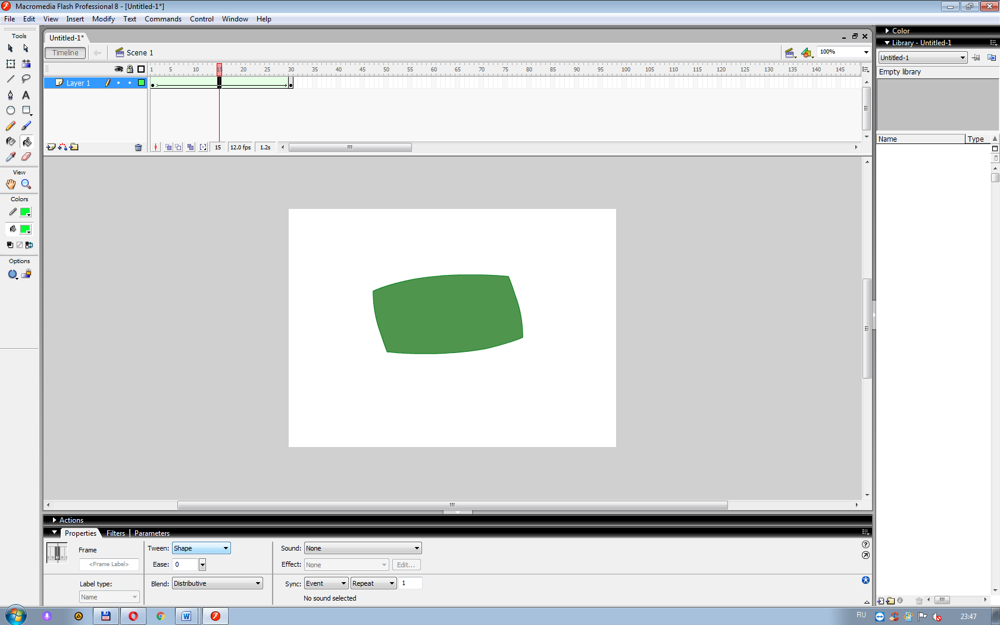 Macromedia Flash Professional 8 - [Untitled-1*]
File Edit View Insert Modify Text Commands Control Window Help
Tools
Untitled-1*
Timeline
Scene 1
100%
1 5 10 15 20 25 30 35 40 45 50 55 60 65 70 75 80 85 90 95 100 105 110 115 120 125 130 135 140 145
Layer 1
15 12.0 fps 1.2s
View
Colors
Options
Color
Library - Untitled-1
Untitled-1
Empty library
Name Type
Actions
Properties Filters Parameters
Frame
<Frame Label>
Label type:
Name
Tween: Shape
Ease: 0
Blend: Distributive
Sound: None
Effect: None Edit...
Sync: Event Repeat 1
No sound selected
RU
23:47